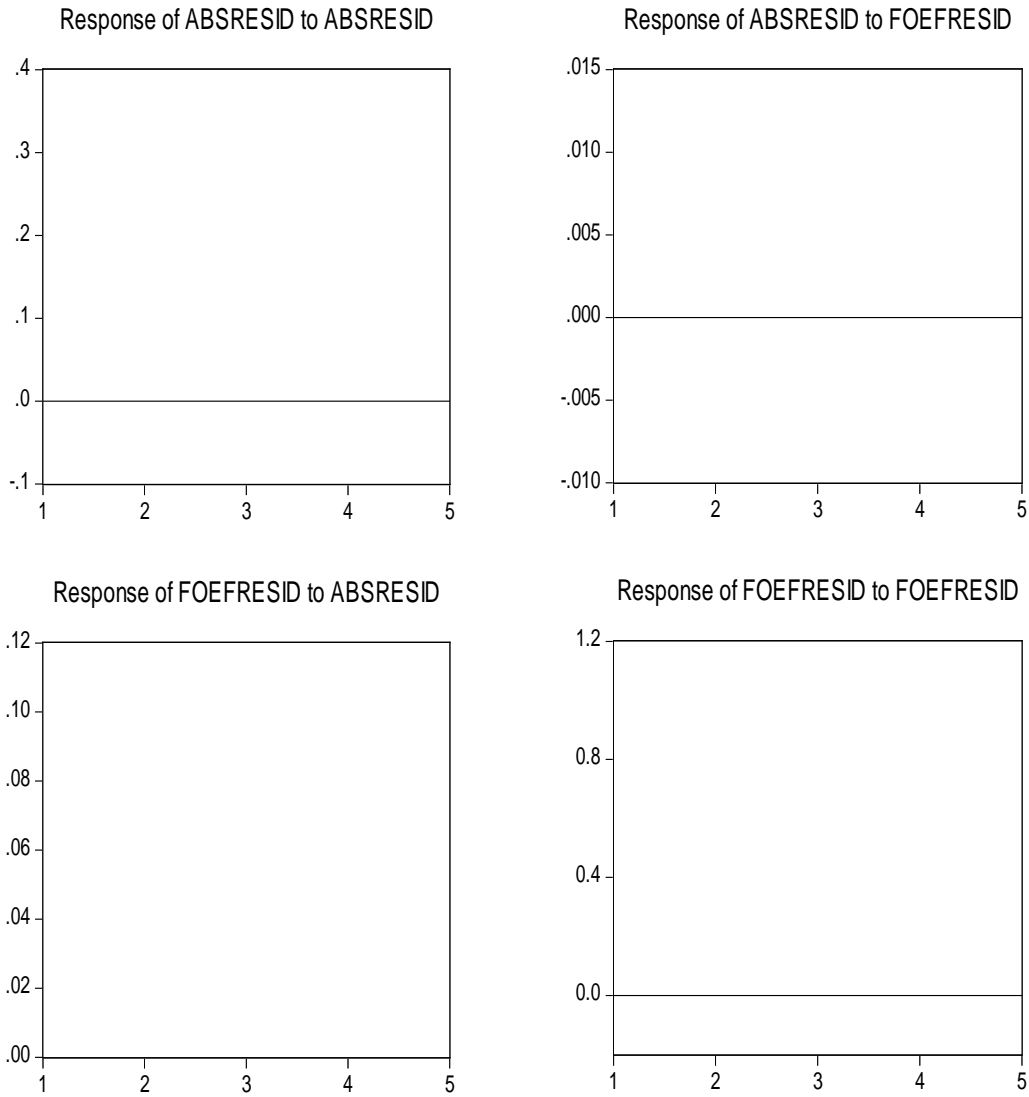 Response of ABSRESID to ABSRESID
.4
.3
.2
.1
.0
-.1
1 2 3 4 5
Response of ABSRESID to FOEFRESID
.015
.010
.005
.000
-.005
-.010
1 2 3 4 5
Response of FOEFRESID to ABSRESID
.12
.10
.08
.06
.04
.02
.00
1 2 3 4 5
Response of FOEFRESID to FOEFRESID
1.2
0.8
0.4
0.0
1 2 3 4 5